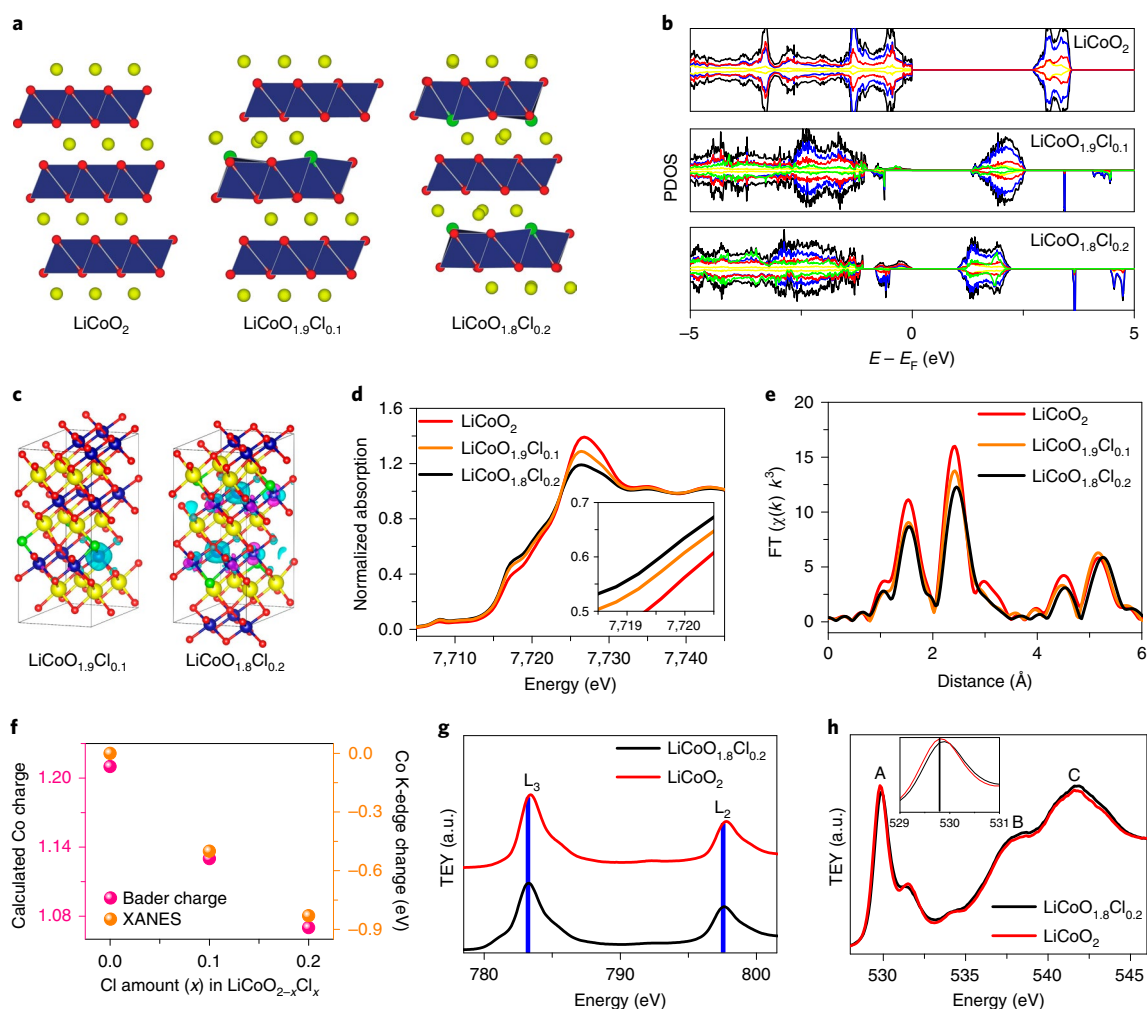 a
LiCoO2
LiCoO1.9Cl0.1
LiCoO1.8Cl0.2
b
LiCoO2
LiCoO1.9Cl0.1
LiCoO1.8Cl0.2
PDOS
−5 0 5
E – EF (eV)
c
LiCoO1.9Cl0.1
LiCoO1.8Cl0.2
d
1.6
1.2
0.8
0.4
0.0
Normalized absorption
LiCoO2
LiCoO1.9Cl0.1
LiCoO1.8Cl0.2
0.7
0.6
0.5
7,719 7,720
7,710 7,720 7,730 7,740
Energy (eV)
e
20
15
10
5
0
FT (χ(k) k3)
LiCoO2
LiCoO1.9Cl0.1
LiCoO1.8Cl0.2
0 2 4 6
Distance (Å)
f
1.20
1.14
1.08
Calculated Co charge
Bader charge
XANES
0.0
−0.3
−0.6
−0.9
Co K-edge change (eV)
0.0 0.1 0.2
Cl amount (x) in LiCoO2–xClx
g
LiCoO1.8Cl0.2
LiCoO2
L3
L2
TEY (a.u.)
780 790 800
Energy (eV)
h
A
B
C
529 530 531
TEY (a.u.)
LiCoO1.8Cl0.2
LiCoO2
530 535 540 545
Energy (eV)